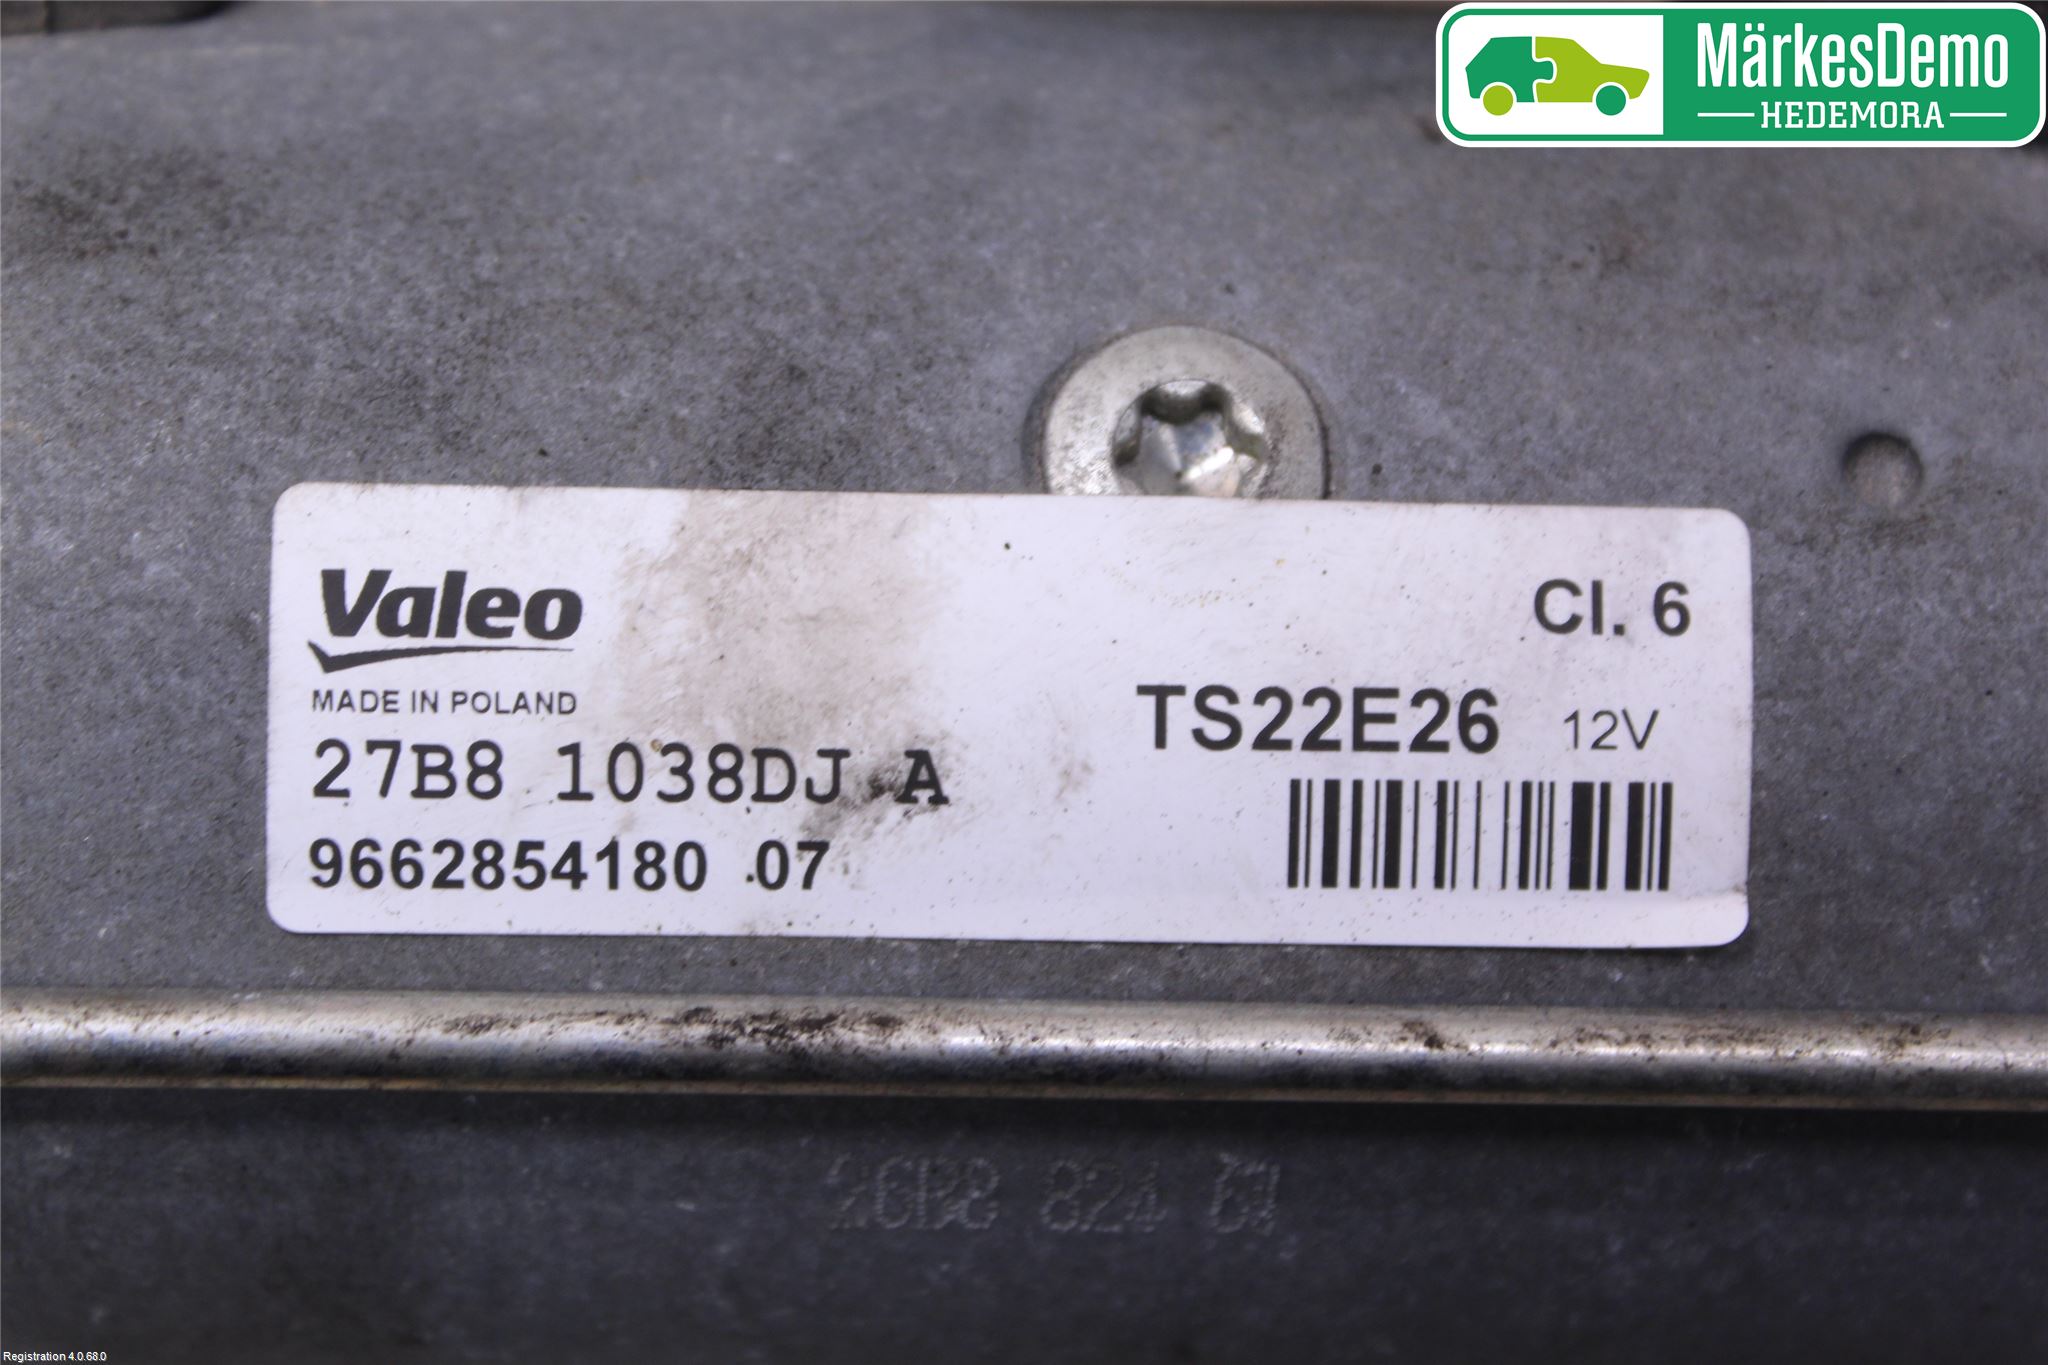 MärkesDemo
HEDEMORA
Valeo
Cl. 6
MADE IN POLAND
TS22E26 12V
27B8 1038DJ A
9662854180 .07
Registration 4.0.68.0